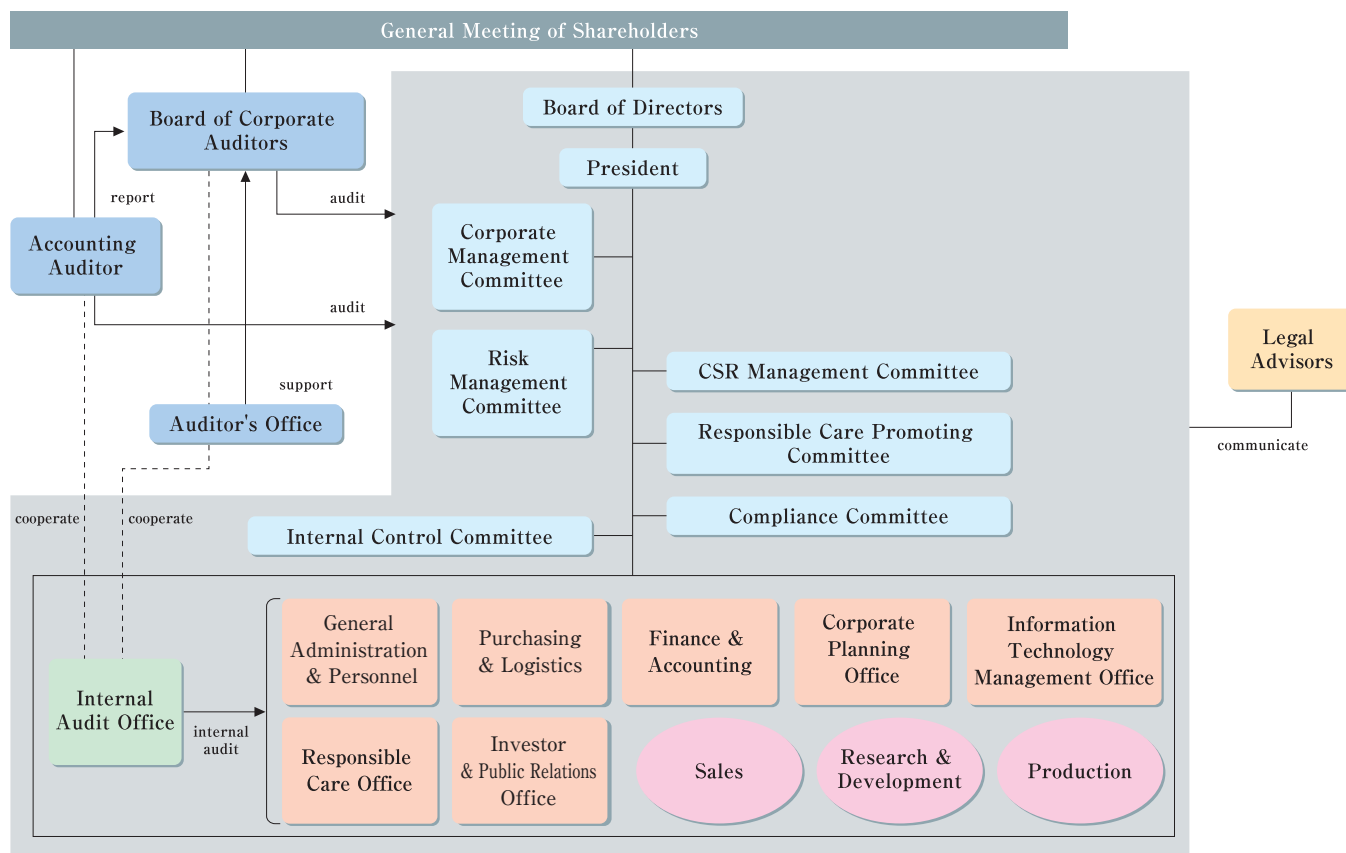 General Meeting of Shareholders
Board of Corporate
Auditors
Board of Directors
President
report
audit
Accounting
Auditor
Corporate
Management
Committee
audit
Risk
Management
Committee
Legal
Advisors
CSR Management Committee
support
Auditor's Office
Responsible Care Promoting
Committee
communicate
cooperate
cooperate
Compliance Committee
Internal Control Committee
General
Administration
& Personnel
Purchasing
& Logistics
Finance &
Accounting
Corporate
Planning
Office
Information
Technology
Management Office
Internal
Audit Office
internal
audit
Responsible
Care Office
Investor
& Public Relations
Office
Sales
Research &
Development
Production